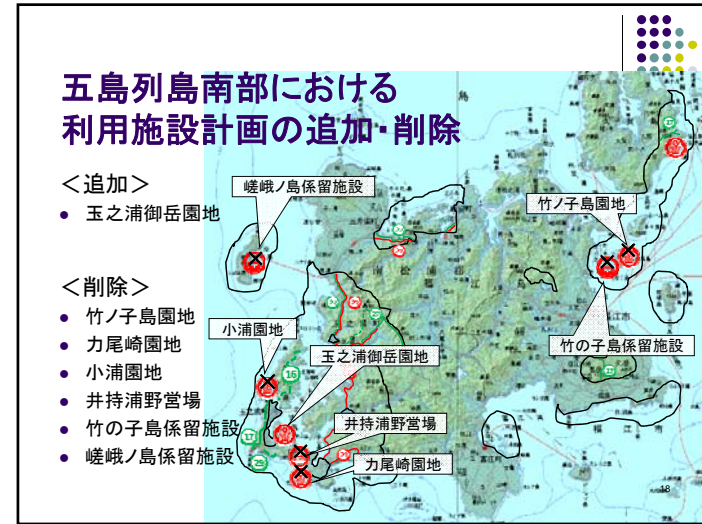 五島列島南部における
利用施設計画の追加・削除
＜追加＞
● 玉之浦御岳園地
＜削除＞
● 竹ノ子島園地
● 力尾崎園地
● 小浦園地
● 井持浦野営場
● 竹の子島係留施設
● 嵯峨ノ島係留施設
嵯峨ノ島係留施設
竹ノ子島園地
小浦園地
竹の子島係留施設
玉之浦御岳園地
井持浦野営場
力尾崎園地
16
18